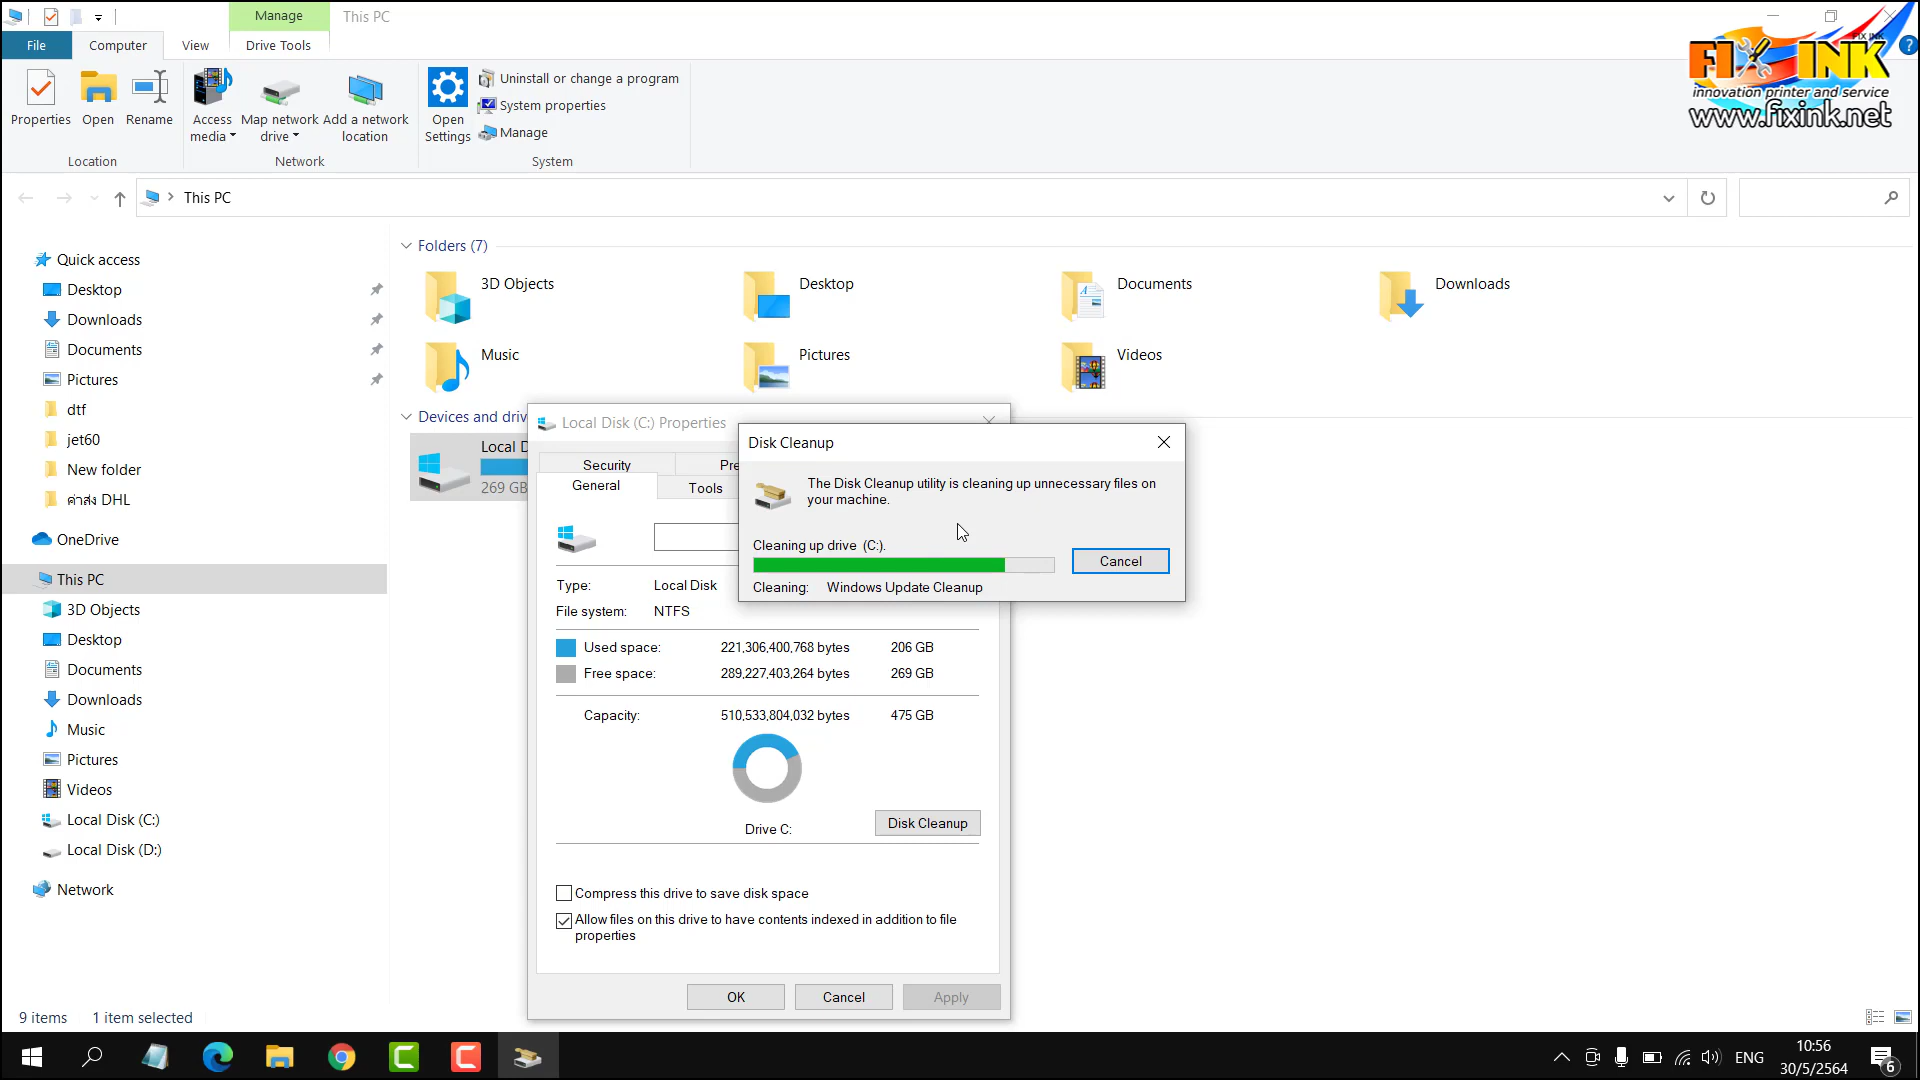 Manage
This PC
File
Computer
View
Drive Tools
Properties
Open
Rename
Access
media
Map network
drive
Add a network
location
Open
Settings
Uninstall or change a program
System properties
Manage
Location
Network
System
FIX INK
FIX INK
innovation printer and service
www.fixink.net
This PC
Quick access
Desktop
Downloads
Documents
Pictures
dtf
jet60
New folder
ค่าส่ง DHL
OneDrive
This PC
3D Objects
Desktop
Documents
Downloads
Music
Pictures
Videos
Local Disk (C:)
Local Disk (D:)
Network
Folders (7)
3D Objects
Desktop
Documents
Downloads
Music
Pictures
Videos
Devices and driv
Local D
269 GB
Local Disk (C:) Properties
Security
Pre
General
Tools
Type:
Local Disk
File system:
NTFS
Used space:
221,306,400,768 bytes
206 GB
Free space:
289,227,403,264 bytes
269 GB
Capacity:
510,533,804,032 bytes
475 GB
Drive C:
Disk Cleanup
Compress this drive to save disk space
Allow files on this drive to have contents indexed in addition to file
properties
OK
Cancel
Apply
Disk Cleanup
The Disk Cleanup utility is cleaning up unnecessary files on
your machine.
Cleaning up drive (C:).
Cancel
Cleaning: Windows Update Cleanup
9 items
1 item selected
ENG
10:56
30/5/2564
6